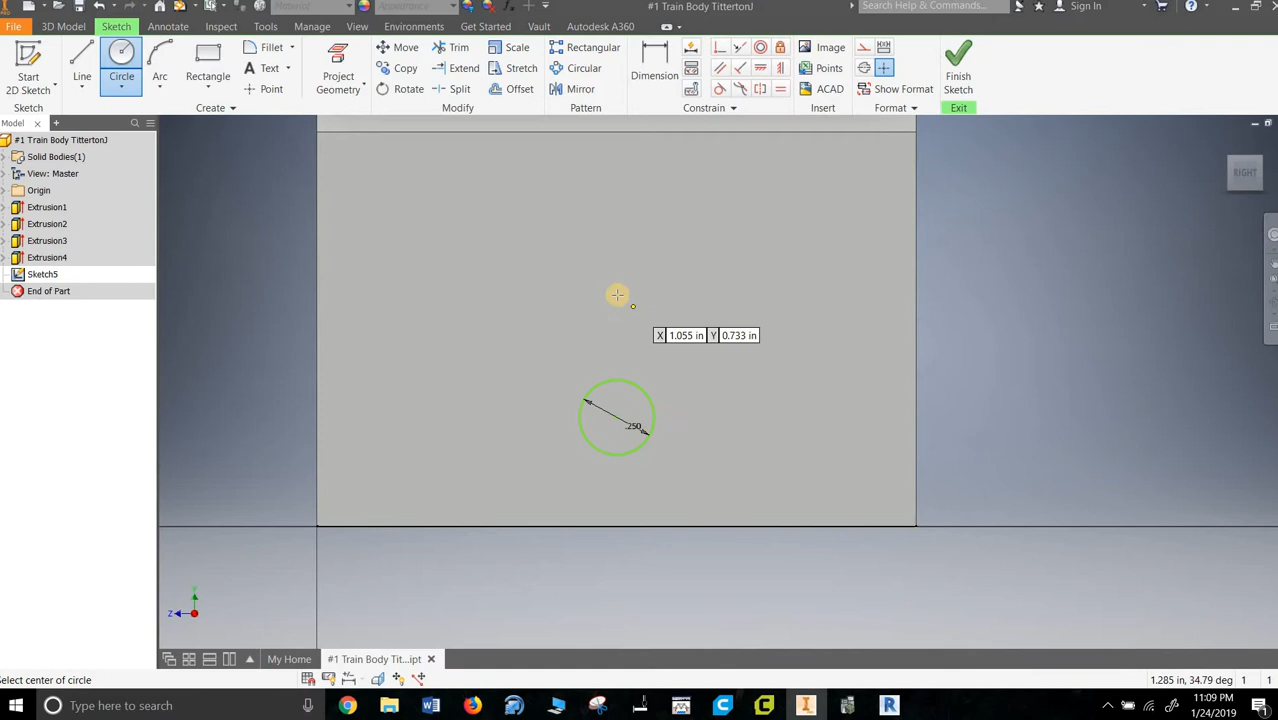 Material
Appearance
#1 Train Body TittertonJ
Search Help & Commands...
Sign In
File
3D Model
Sketch
Annotate
Inspect
Tools
Manage
View
Environments
Get Started
Vault
Autodesk A360
Start
2D Sketch
Line
Circle
Arc
Rectangle
Fillet
Text
Point
Project
Geometry
Move
Copy
Rotate
Trim
Extend
Split
Scale
Stretch
Offset
Rectangular
Circular
Mirror
Dimension
Image
Points
ACAD
Show Format
Finish
Sketch
Sketch
Create
Modify
Pattern
Constrain
Insert
Format
Exit
Model
#1 Train Body TittertonJ
Solid Bodies(1)
View: Master
Origin
Extrusion1
Extrusion2
Extrusion3
Extrusion4
Sketch5
End of Part
RIGHT
X 1.055 in Y 0.733 in
.250
Z
My Home
#1 Train Body Tit...ipt
Select center of circle
1.285 in, 34.79 deg 1 1
Type here to search
11:09 PM
1/24/2019